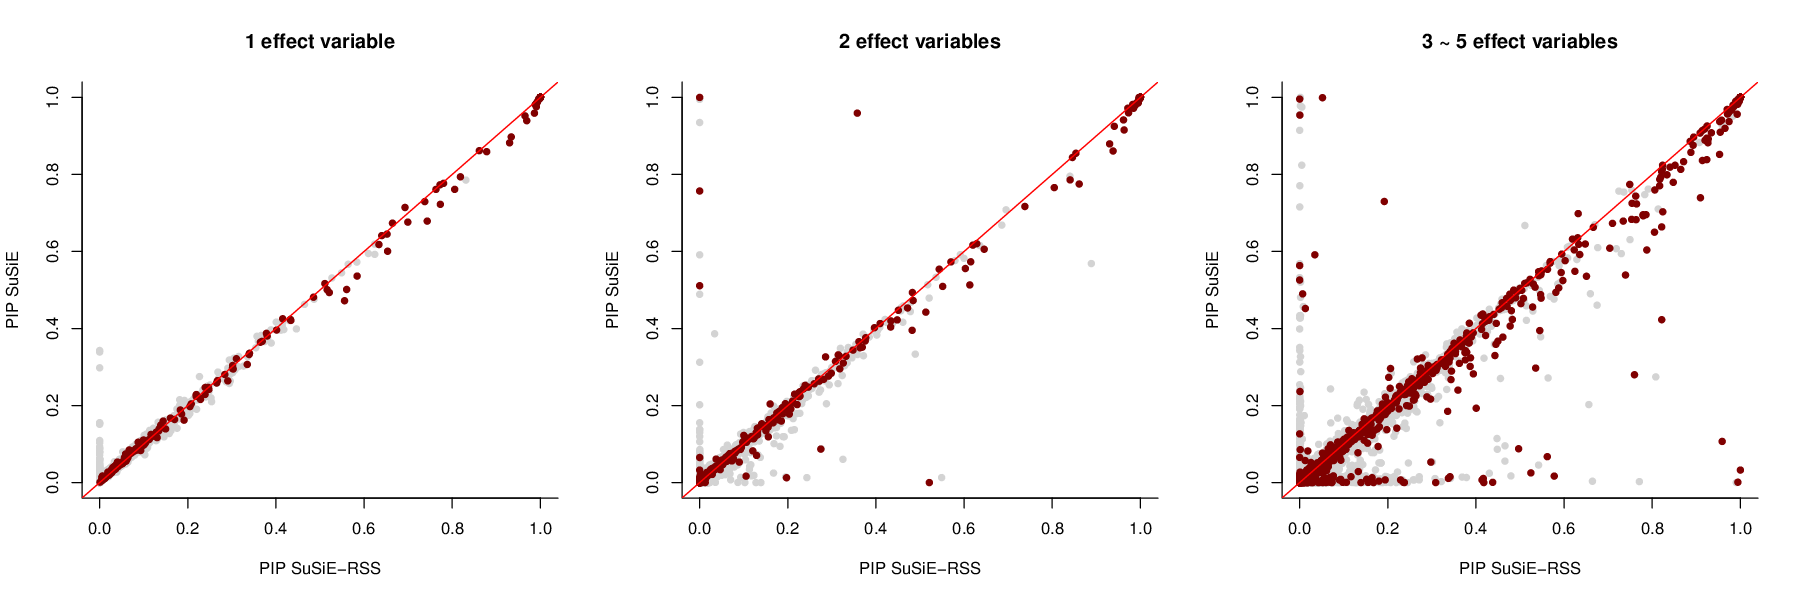 1 effect variable
PIP SuSiE
1.0
0.8
0.6
0.4
0.2
0.0
0.0 0.2 0.4 0.6 0.8 1.0
PIP SuSiE−RSS
2 effect variables
PIP SuSiE
1.0
0.8
0.6
0.4
0.2
0.0
0.0 0.2 0.4 0.6 0.8 1.0
PIP SuSiE−RSS
3 ~ 5 effect variables
PIP SuSiE
1.0
0.8
0.6
0.4
0.2
0.0
0.0 0.2 0.4 0.6 0.8 1.0
PIP SuSiE−RSS